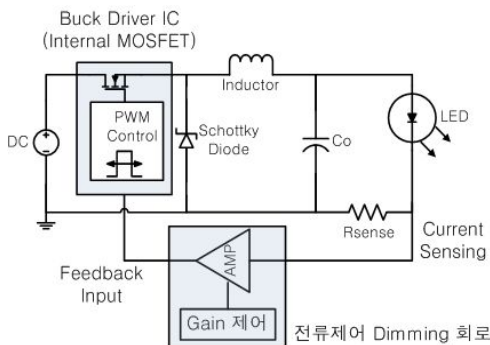 Buck Driver IC
(Internal MOSFET)
Inductor
PWM
Control
Schottky
Diode
DC
Co
LED
Rsense
Current
Sensing
Feedback
Input
AMP
Gain 제어
전류제어 Dimming 회로